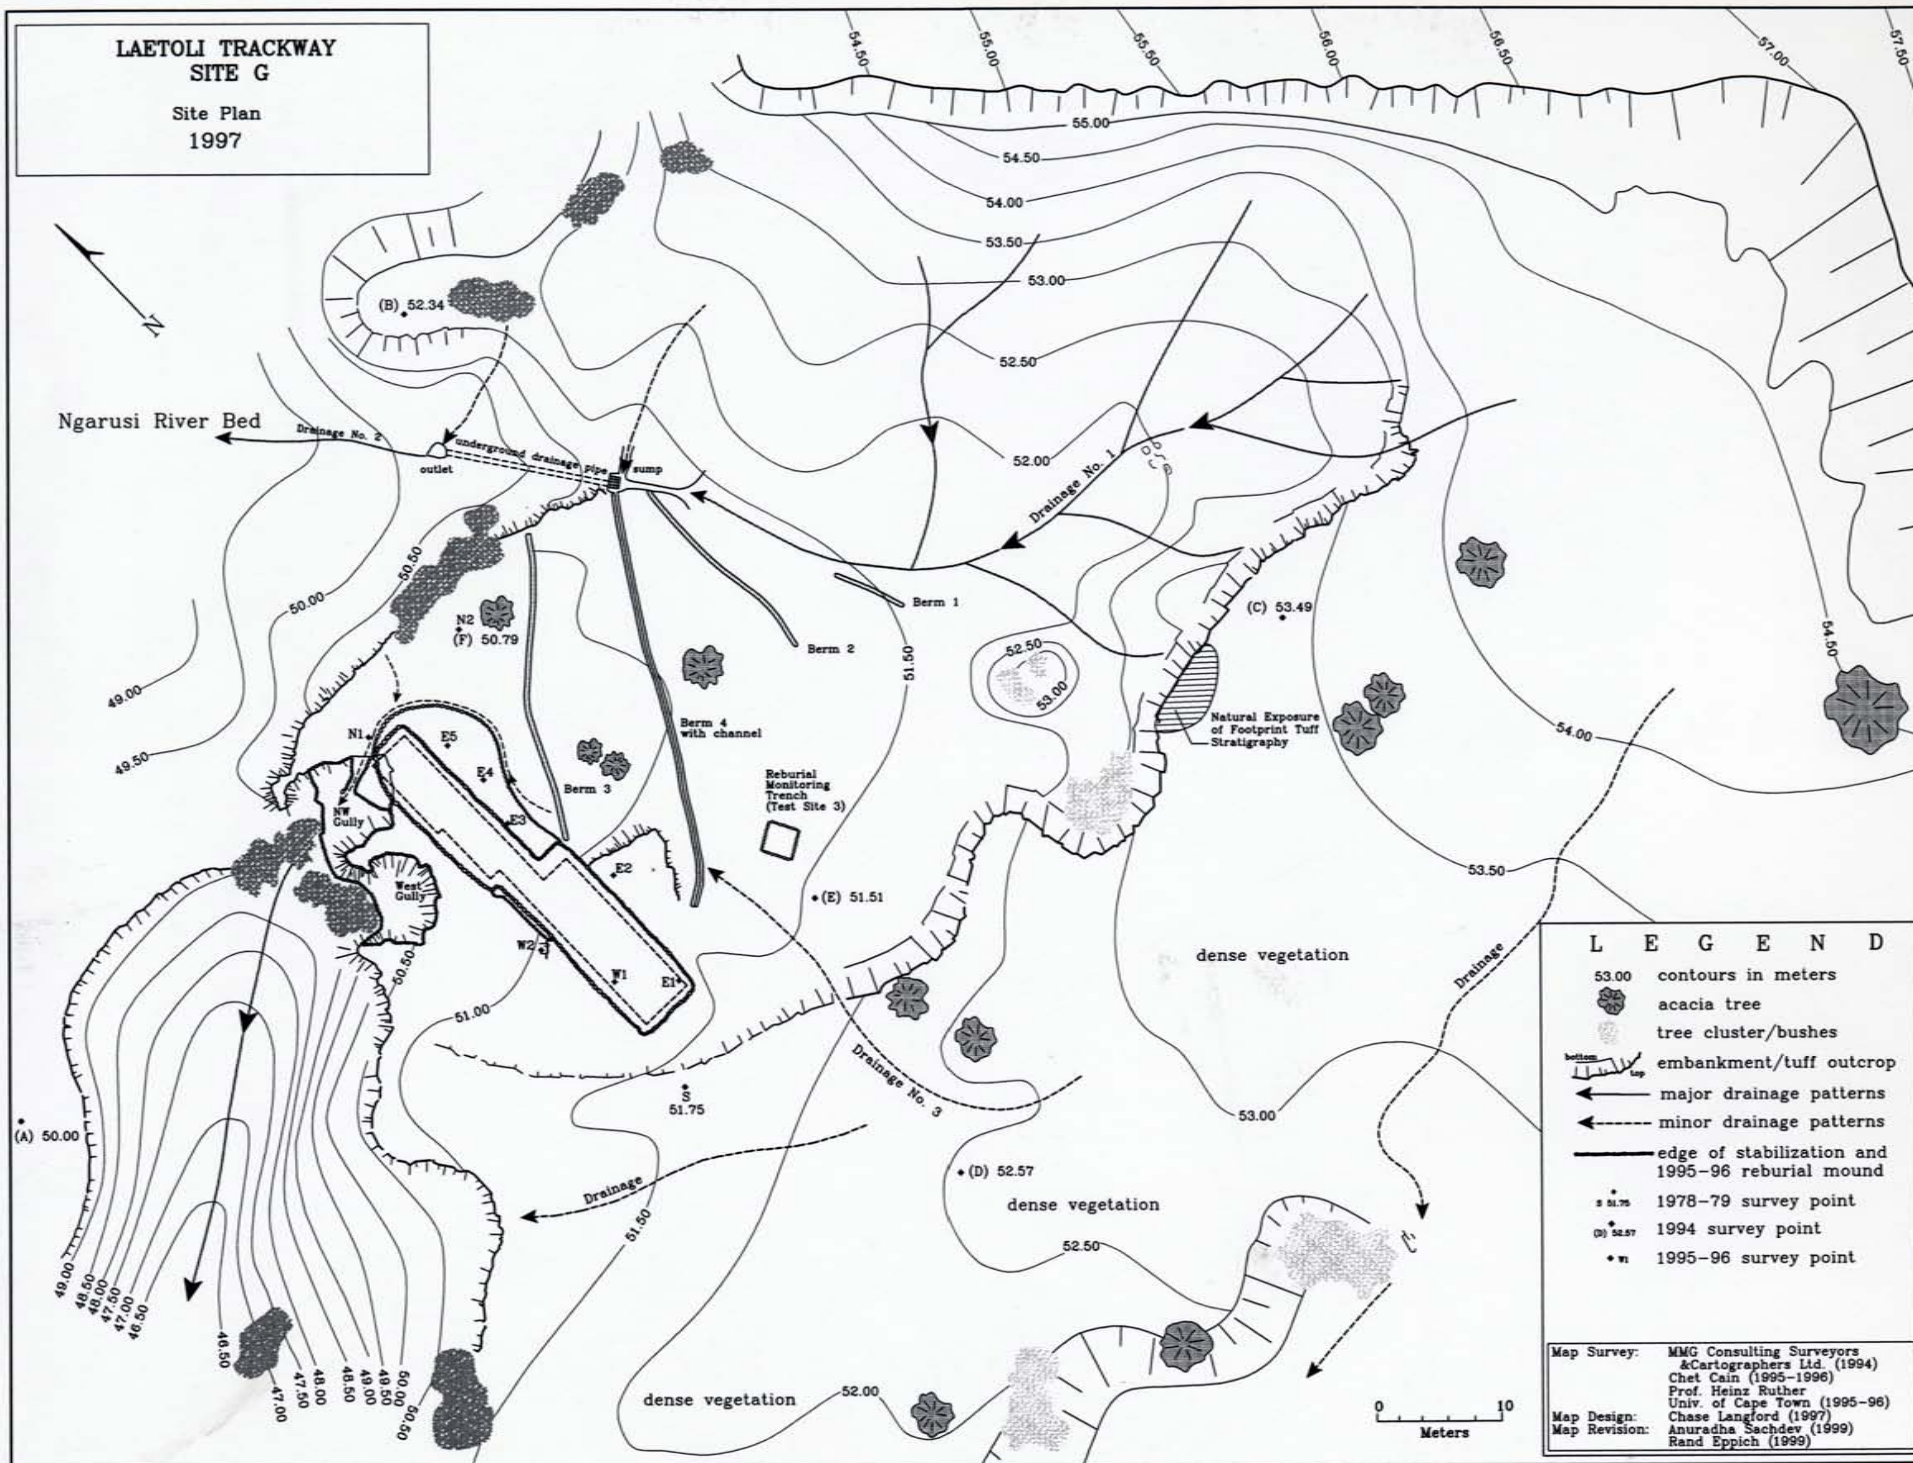 LAETOLI TRACKWAY
SITE G
Site Plan
1997
54.50
55.00
55.50
56.00
56.50
57.00
57.50
55.00
54.50
54.00
53.50
53.00
52.50
52.00
N
(B) 52.34
Ngarusi River Bed
Drainage No. 2
outlet
underground drainage pipe
sump
Drainage No. 1
50.50
50.00
49.00
49.50
N2
(F) 50.79
Berm 1
Berm 2
51.50
52.50
53.00
(C) 53.49
54.50
54.00
Natural Exposure
of Footprint Tuff
Stratigraphy
N1
E5
E4
E3
Berm 3
Berm 4
with channel
Reburial
Monitoring
Trench
(Test Site 3)
NW
Gully
West
Gully
E2
(E) 51.51
53.50
W2
W1
E1
50.50
51.00
dense vegetation
Drainage
Drainage No. 3
S
51.75
53.00
(A) 50.00
(D) 52.57
Drainage
51.50
dense vegetation
52.50
49.00
48.50
48.00
47.50
47.00
46.50
46.50
47.00
47.50
48.00
48.50
49.00
49.50
50.00
50.50
dense vegetation
52.00
0 10
Meters
L E G E N D
53.00 contours in meters
acacia tree
tree cluster/bushes
bottom top embankment/tuff outcrop
major drainage patterns
minor drainage patterns
edge of stabilization and
1995-96 reburial mound
S 51.75 1978-79 survey point
(D) 52.57 1994 survey point
W1 1995-96 survey point
Map Survey: MMG Consulting Surveyors
&Cartographers Ltd. (1994)
Chet Cain (1995-1996)
Prof. Heinz Ruther
Univ. of Cape Town (1995-96)
Map Design: Chase Langford (1997)
Map Revision: Anuradha Sachdev (1999)
Rand Eppich (1999)